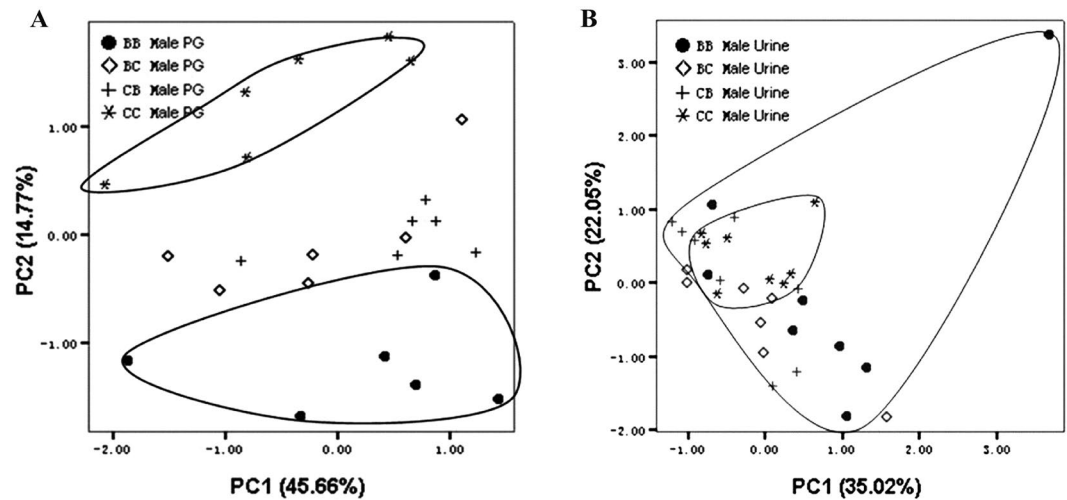 A
BB Male PG
BC Male PG
CB Male PG
CC Male PG
1.00
0.00
-1.00
PC2 (14.77%)
-2.00 -1.00 0.00 1.00
PC1 (45.66%)
B
BB Male Urine
BC Male Urine
CB Male Urine
CC Male Urine
3.00
2.00
1.00
0.00
-1.00
-2.00
PC2 (22.05%)
-1.00 0.00 1.00 2.00 3.00
PC1 (35.02%)